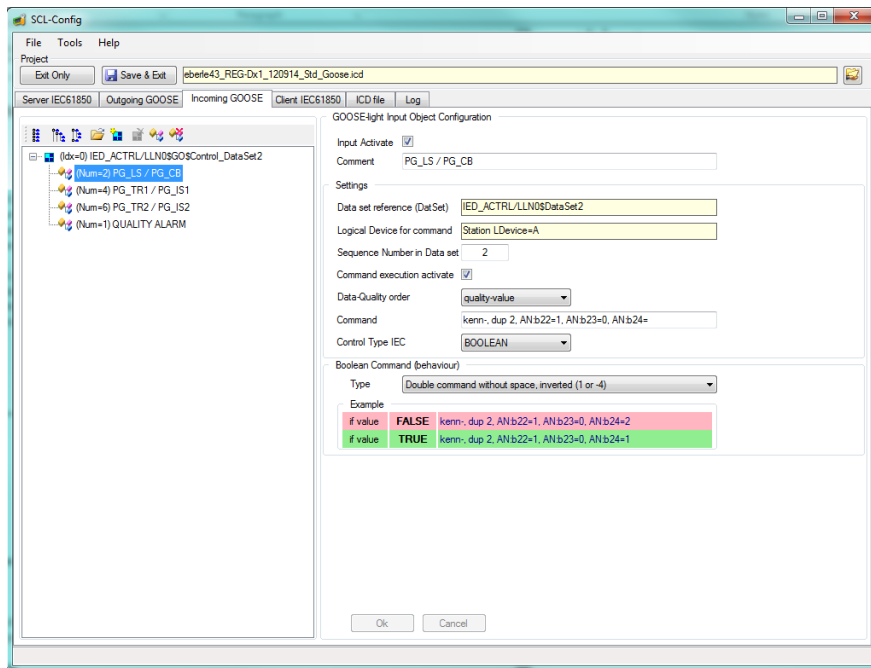 SCL-Config
File Tools Help
Project
Exit Only Save & Exit eberle43_REG-Dx1_120914_Std_Goose.icd
Server IEC61850 Outgoing GOOSE Incoming GOOSE Client IEC61850 ICD file Log
GOOSE-light Input Object Configuration
(Idx=0) IED_ACTRL/LLN0$GO$Control_DataSet2
(Num=2) PG_LS / PG_CB
(Num=4) PG_TR1 / PG_IS1
(Num=6) PG_TR2 / PG_IS2
(Num=1) QUALITY ALARM
Input Activate
Comment PG_LS / PG_CB
Settings
Data set reference (DatSet) IED_ACTRL/LLN0$DataSet2
Logical Device for command Station LDevice=A
Sequence Number in Data set 2
Command execution activate
Data-Quality order quality-value
Command kenn-, dup 2, AN:b22=1, AN:b23=0, AN:b24=
Control Type IEC BOOLEAN
Boolean Command (behaviour)
Type Double command without space, inverted (1 or -4)
Example
if value FALSE kenn-, dup 2, AN:b22=1, AN:b23=0, AN:b24=2
if value TRUE kenn-, dup 2, AN:b22=1, AN:b23=0, AN:b24=1
Ok Cancel